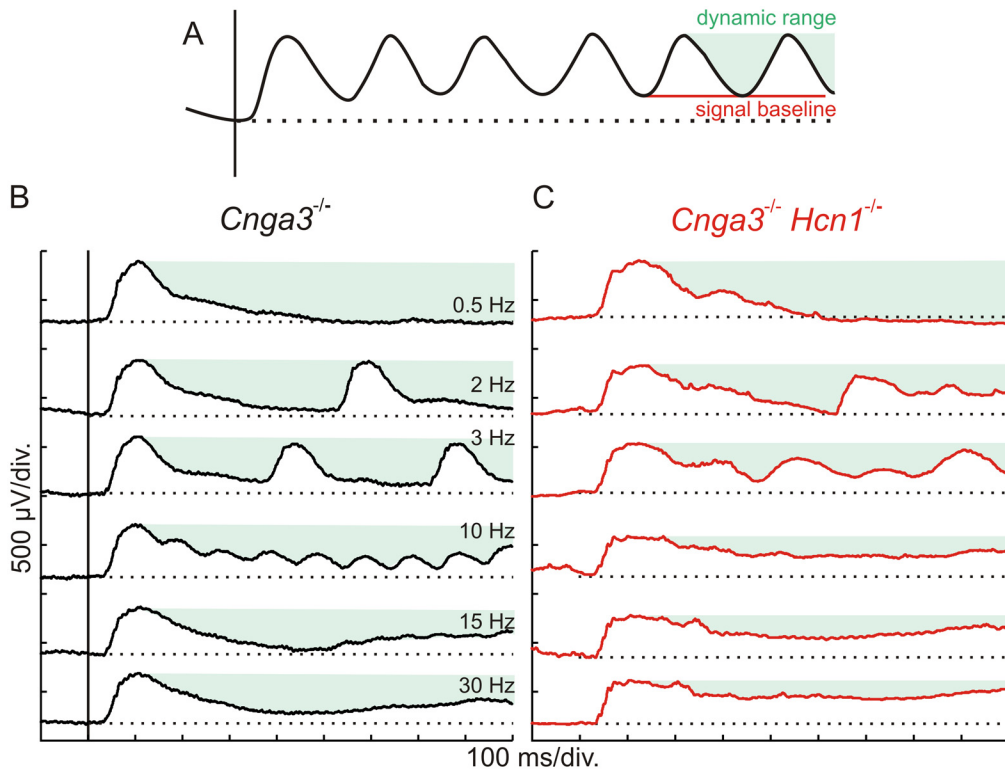 A
dynamic range
signal baseline
B
Cnga3-/-
C
Cnga3-/- Hcn1-/-
0.5 Hz
2 Hz
3 Hz
10 Hz
15 Hz
30 Hz
500 µV/div.
100 ms/div.